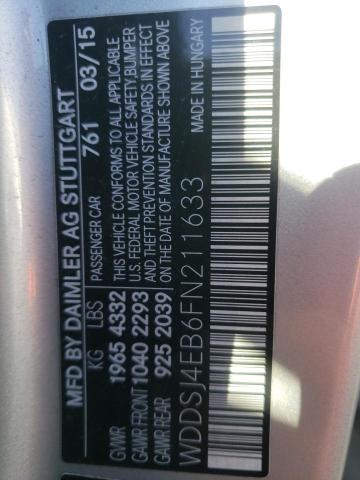 MFD BY DAIMLER AG STUTTGART
PASSENGER CAR 761 03/15
KG LBS
GVWR 1965 4332
GAWR FRONT 1040 2293
GAWR REAR 925 2039
THIS VEHICLE CONFORMS TO ALL APPLICABLE
U.S. FEDERAL MOTOR VEHICLE SAFETY,BUMPER
AND THEFT PREVENTION STANDARDS IN EFFECT
ON THE DATE OF MANUFACTURE SHOWN ABOVE
WDDSJ4EB6FN211633 MADE IN HUNGARY